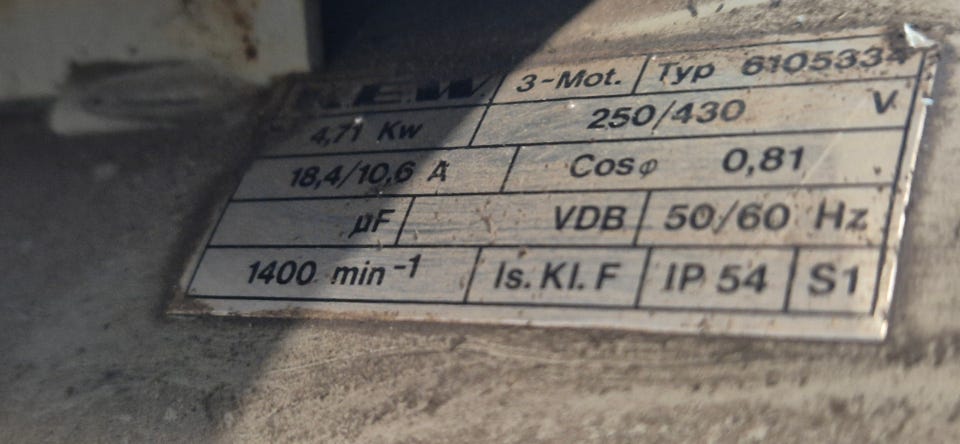 K.E.W. 3-Mot. Typ 6105334
4,71 Kw 250/430 V
18,4/10,6 A Cosφ 0,81
µF VDB 50/60 Hz
1400 min⁻¹ Is. Kl. F IP 54 S1